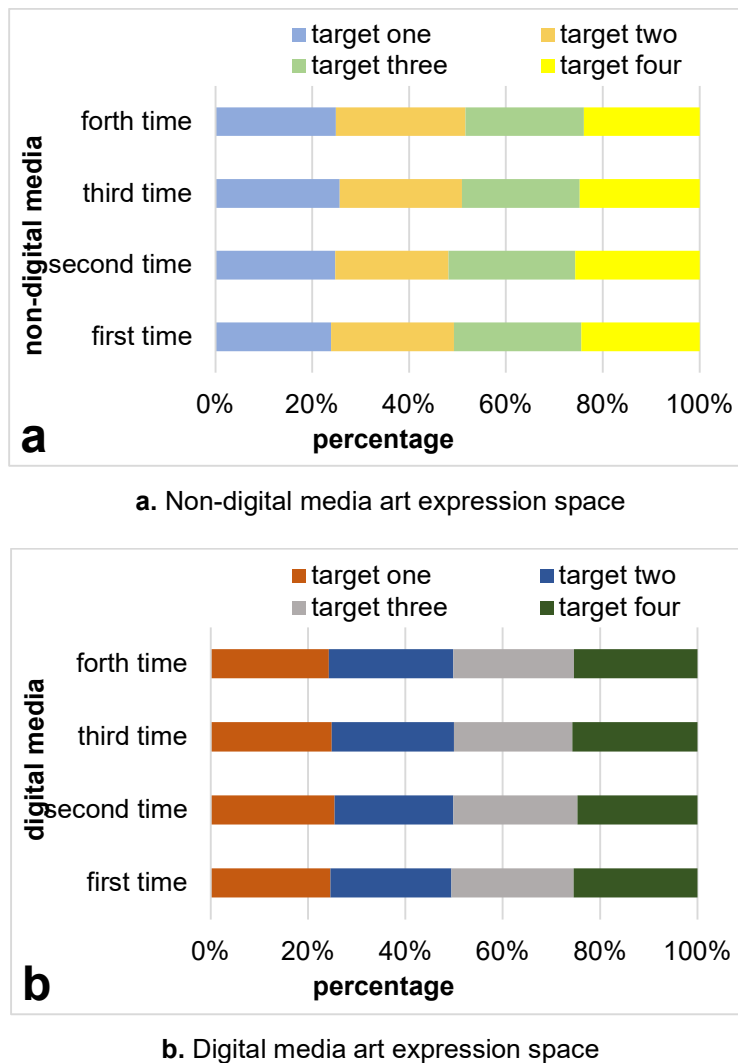 target one target two
target three target four
forth time
third time
second time
first time
non-digital media
0% 20% 40% 60% 80% 100%
percentage
a
a. Non-digital media art expression space
target one target two
target three target four
forth time
third time
second time
first time
digital media
0% 20% 40% 60% 80% 100%
percentage
b
b. Digital media art expression space